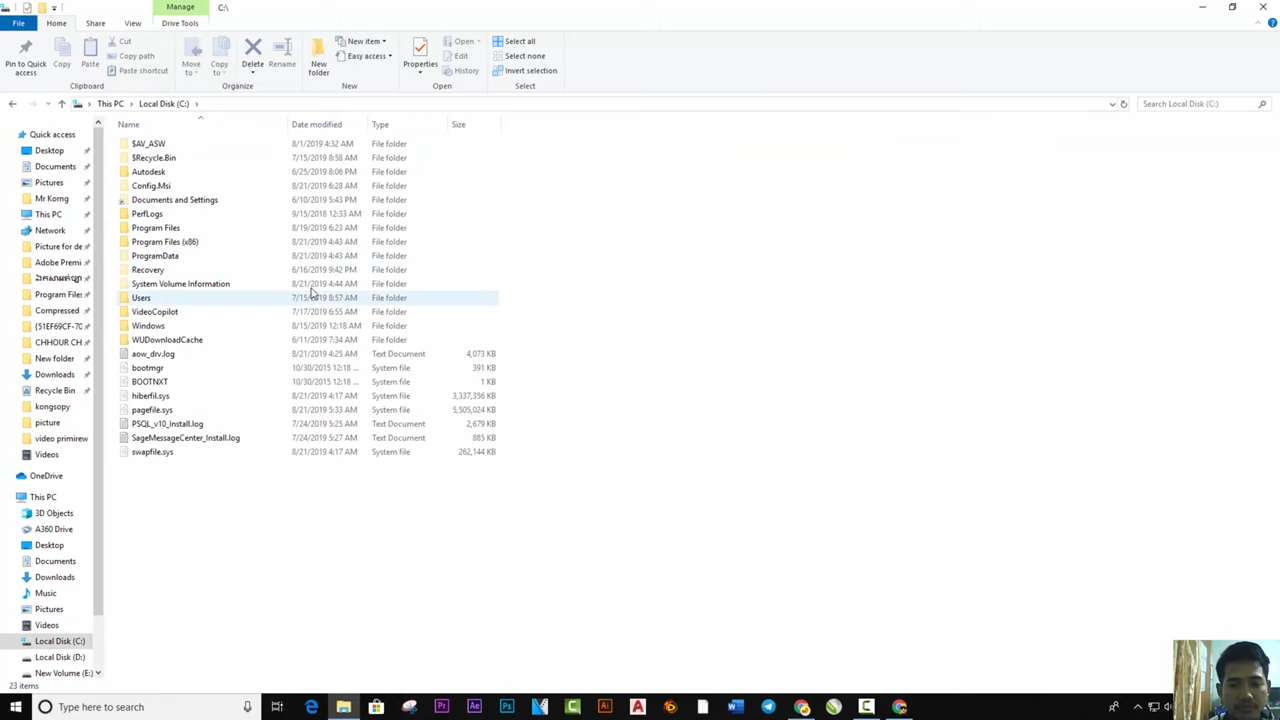 Manage
C:\
File
Home
Share
View
Drive Tools
Pin to Quick access
Copy
Paste
Cut
Copy path
Paste shortcut
Clipboard
Move to
Copy to
Delete
Rename
Organize
New folder
New item
Easy access
New
Properties
Open
Edit
History
Open
Select all
Select none
Invert selection
Select
This PC
Local Disk (C:)
Search Local Disk (C:)
Name Date modified Type Size
$AV_ASW 8/1/2019 4:32 AM File folder
$Recycle.Bin 7/15/2019 8:58 AM File folder
Autodesk 6/25/2019 8:06 PM File folder
Config.Msi 8/21/2019 6:28 AM File folder
Documents and Settings 6/10/2019 5:43 PM File folder
PerfLogs 9/15/2018 12:33 AM File folder
Program Files 8/19/2019 6:23 AM File folder
Program Files (x86) 8/21/2019 4:43 AM File folder
ProgramData 8/21/2019 4:43 AM File folder
Recovery 6/16/2019 9:42 PM File folder
System Volume Information 8/21/2019 4:44 AM File folder
Users 7/15/2019 8:57 AM File folder
VideoCopilot 7/17/2019 6:55 AM File folder
Windows 8/15/2019 12:18 AM File folder
WUDownloadCache 6/11/2019 7:34 AM File folder
aow_drv.log 8/21/2019 4:25 AM Text Document 4,073 KB
bootmgr 10/30/2015 12:18 ... System file 391 KB
BOOTNXT 10/30/2015 12:18 ... System file 1 KB
hiberfil.sys 8/21/2019 4:17 AM System file 3,337,356 KB
pagefile.sys 8/21/2019 5:33 AM System file 5,505,024 KB
PSQL_v10_Install.log 7/24/2019 5:25 AM Text Document 2,679 KB
SageMessageCenter_Install.log 7/24/2019 5:27 AM Text Document 885 KB
swapfile.sys 8/21/2019 4:17 AM System file 262,144 KB
Quick access
Desktop
Documents
Pictures
Mr Korng
This PC
Network
Picture for de
Adobe Premi
Program Files
Compressed
{51EF69CF-70
CHHOUR CH
New folder
Downloads
Recycle Bin
kongsopy
picture
video primirew
Videos
OneDrive
This PC
3D Objects
A360 Drive
Desktop
Documents
Downloads
Music
Pictures
Videos
Local Disk (C:)
Local Disk (D:)
New Volume (E:)
23 items
Type here to search